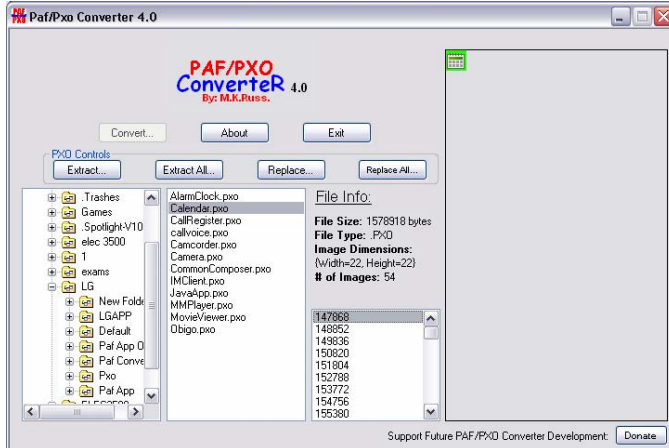 Paf/Pxo Converter 4.0
PAF/PXO
ConverteR 4.0
By: M.K.Russ.
Convert...
About
Exit
PXO Controls
Extract...
Extract All...
Replace...
Replace All...
.Trashes
Games
.Spotlight-V10
elec 3500
1
exams
LG
New Folde
LGAPP
Default
Paf App O
Paf Conve
Pxo
Paf App
AlarmClock.pxo
Calendar.pxo
CallRegister.pxo
callvoice.pxo
Camcorder.pxo
Camera.pxo
CommonComposer.pxo
IMClient.pxo
JavaApp.pxo
MMPlayer.pxo
MovieViewer.pxo
Obigo.pxo
File Info:
File Size: 1578918 bytes
File Type: .PXO
Image Dimensions:
{Width=22, Height=22}
# of Images: 54
147868
148852
149836
150820
151804
152788
153772
154756
155380
Support Future PAF/PXO Converter Development:
Donate